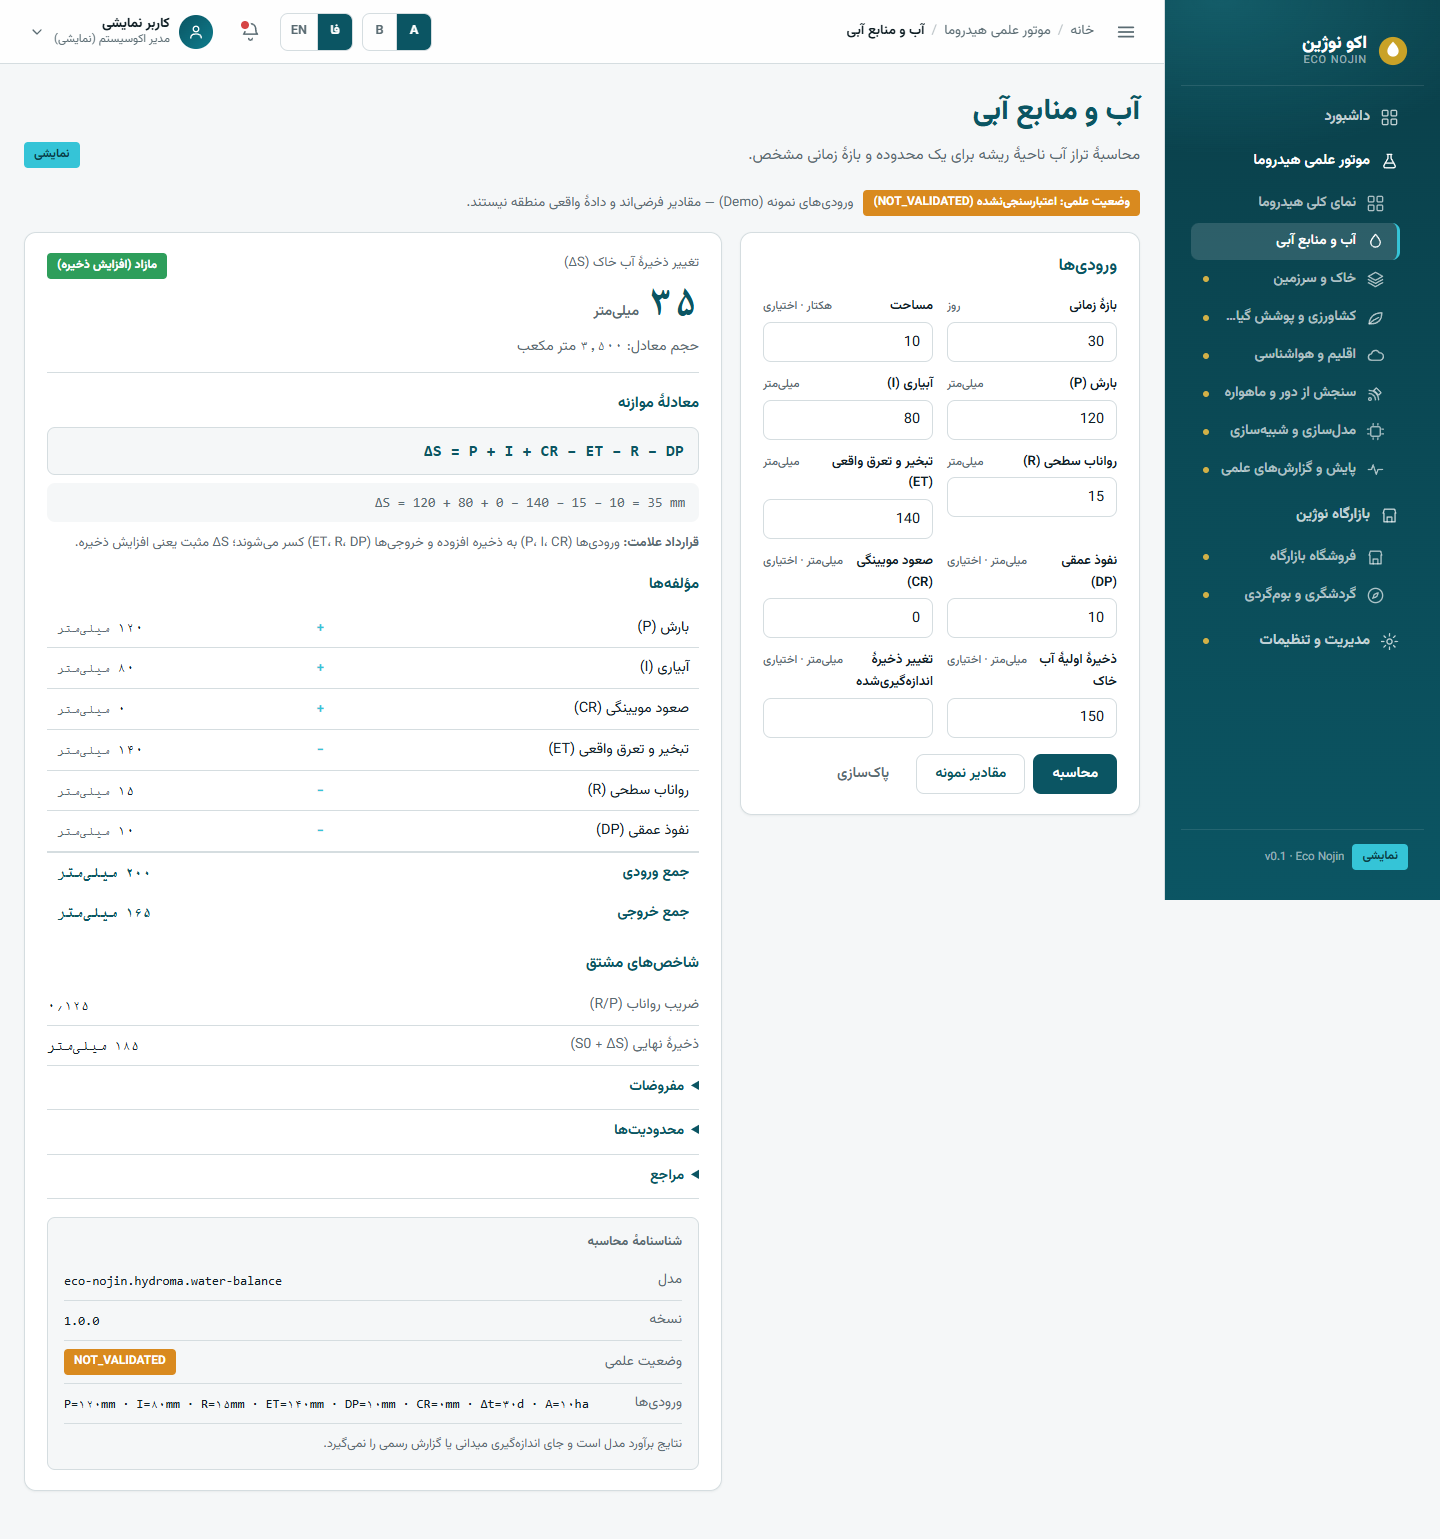 اکو نوژین
ECO NOJIN
داشبورد
موتور علمی هیدروما
نمای کلی هیدروما
آب و منابع آبی
خاک و سرزمین
کشاورزی و پوشش گیا...
اقلیم و هواشناسی
سنجش از دور و ماهواره
مدل‌سازی و شبیه‌سازی
پایش و گزارش‌های علمی
بازارگاه نوژین
فروشگاه بازارگاه
گردشگری و بوم‌گردی
مدیریت و تنظیمات
نمایشی v0.1 · Eco Nojin
خانه / موتور علمی هیدروما / آب و منابع آبی
A B
فا EN
کاربر نمایشی
مدیر اکوسیستم (نمایشی)
آب و منابع آبی
محاسبهٔ تراز آب ناحیهٔ ریشه برای یک محدوده و بازهٔ زمانی مشخص.
نمایشی
وضعیت علمی: اعتبارسنجی‌نشده (NOT_VALIDATED) ورودی‌های نمونه (Demo) — مقادیر فرضی‌اند و دادهٔ واقعی منطقه نیستند.
ورودی‌ها
بازهٔ زمانی روز
30
مساحت هکتار · اختیاری
10
بارش (P) میلی‌متر
120
آبیاری (I) میلی‌متر
80
رواناب سطحی (R) میلی‌متر
15
تبخیر و تعرق واقعی (ET) میلی‌متر
140
نفوذ عمقی (DP) میلی‌متر · اختیاری
10
صعود مویینگی (CR) میلی‌متر · اختیاری
0
ذخیرهٔ اولیهٔ آب خاک میلی‌متر · اختیاری
150
تغییر ذخیرهٔ اندازه‌گیری‌شده میلی‌متر · اختیاری
محاسبه
مقادیر نمونه
پاک‌سازی
تغییر ذخیرهٔ آب خاک (ΔS)
مازاد (افزایش ذخیره)
۳۵ میلی‌متر
حجم معادل: ۳٬۵۰۰ متر مکعب
معادلهٔ موازنه
ΔS = P + I + CR − ET − R − DP
ΔS = 120 + 80 + 0 − 140 − 15 − 10 = 35 mm
قرارداد علامت: ورودی‌ها (P، I، CR) به ذخیره افزوده و خروجی‌ها (ET، R، DP) کسر می‌شوند؛ ΔS مثبت یعنی افزایش ذخیره.
مؤلفه‌ها
بارش (P) + ۱۲۰ میلی‌متر
آبیاری (I) + ۸۰ میلی‌متر
صعود مویینگی (CR) + ۰ میلی‌متر
تبخیر و تعرق واقعی (ET) − ۱۴۰ میلی‌متر
رواناب سطحی (R) − ۱۵ میلی‌متر
نفوذ عمقی (DP) − ۱۰ میلی‌متر
جمع ورودی ۲۰۰ میلی‌متر
جمع خروجی ۱۶۵ میلی‌متر
شاخص‌های مشتق
ضریب رواناب (R/P) ۰٫۱۲۵
ذخیرهٔ نهایی (S0 + ΔS) ۱۸۵ میلی‌متر
مفروضات
محدودیت‌ها
مراجع
شناسنامهٔ محاسبه
مدل eco-nojin.hydroma.water-balance
نسخه 1.0.0
وضعیت علمی NOT_VALIDATED
ورودی‌ها P=۱۲۰mm · I=۸۰mm · R=۱۵mm · ET=۱۴۰mm · DP=۱۰mm · CR=۰mm · Δt=۳۰d · A=۱۰ha
نتایج برآورد مدل است و جای اندازه‌گیری میدانی یا گزارش رسمی را نمی‌گیرد.